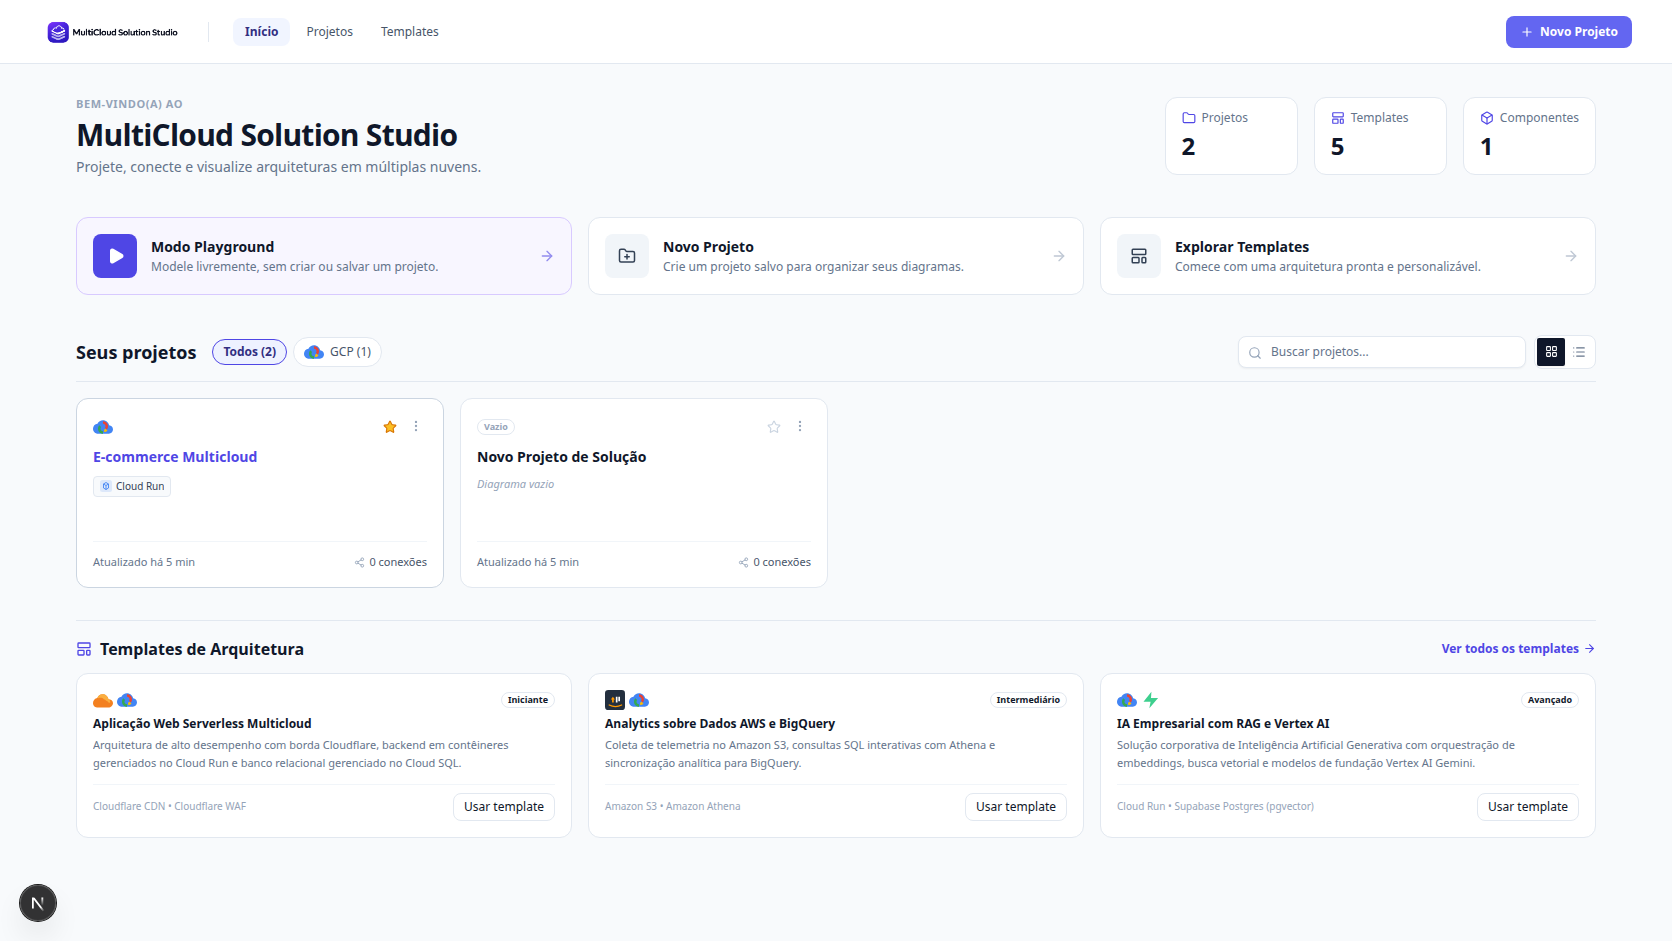 MultiCloud Solution Studio
Início
Projetos
Templates
Novo Projeto
BEM-VINDO(A) AO
MultiCloud Solution Studio
Projete, conecte e visualize arquiteturas em múltiplas nuvens.
Projetos
2
Templates
5
Componentes
1
Modo Playground
Modele livremente, sem criar ou salvar um projeto.
Novo Projeto
Crie um projeto salvo para organizar seus diagramas.
Explorar Templates
Comece com uma arquitetura pronta e personalizável.
Seus projetos
Todos (2)
GCP (1)
Buscar projetos...
E-commerce Multicloud
Cloud Run
Atualizado há 5 min
0 conexões
Vazio
Novo Projeto de Solução
Diagrama vazio
Atualizado há 5 min
0 conexões
Templates de Arquitetura
Ver todos os templates
Iniciante
Aplicação Web Serverless Multicloud
Arquitetura de alto desempenho com borda Cloudflare, backend em contêineres
gerenciados no Cloud Run e banco relacional gerenciado no Cloud SQL.
Cloudflare CDN • Cloudflare WAF
Usar template
Intermediário
Analytics sobre Dados AWS e BigQuery
Coleta de telemetria no Amazon S3, consultas SQL interativas com Athena e
sincronização analítica para BigQuery.
Amazon S3 • Amazon Athena
Usar template
Avançado
IA Empresarial com RAG e Vertex AI
Solução corporativa de Inteligência Artificial Generativa com orquestração de
embeddings, busca vetorial e modelos de fundação Vertex AI Gemini.
Cloud Run • Supabase Postgres (pgvector)
Usar template
N